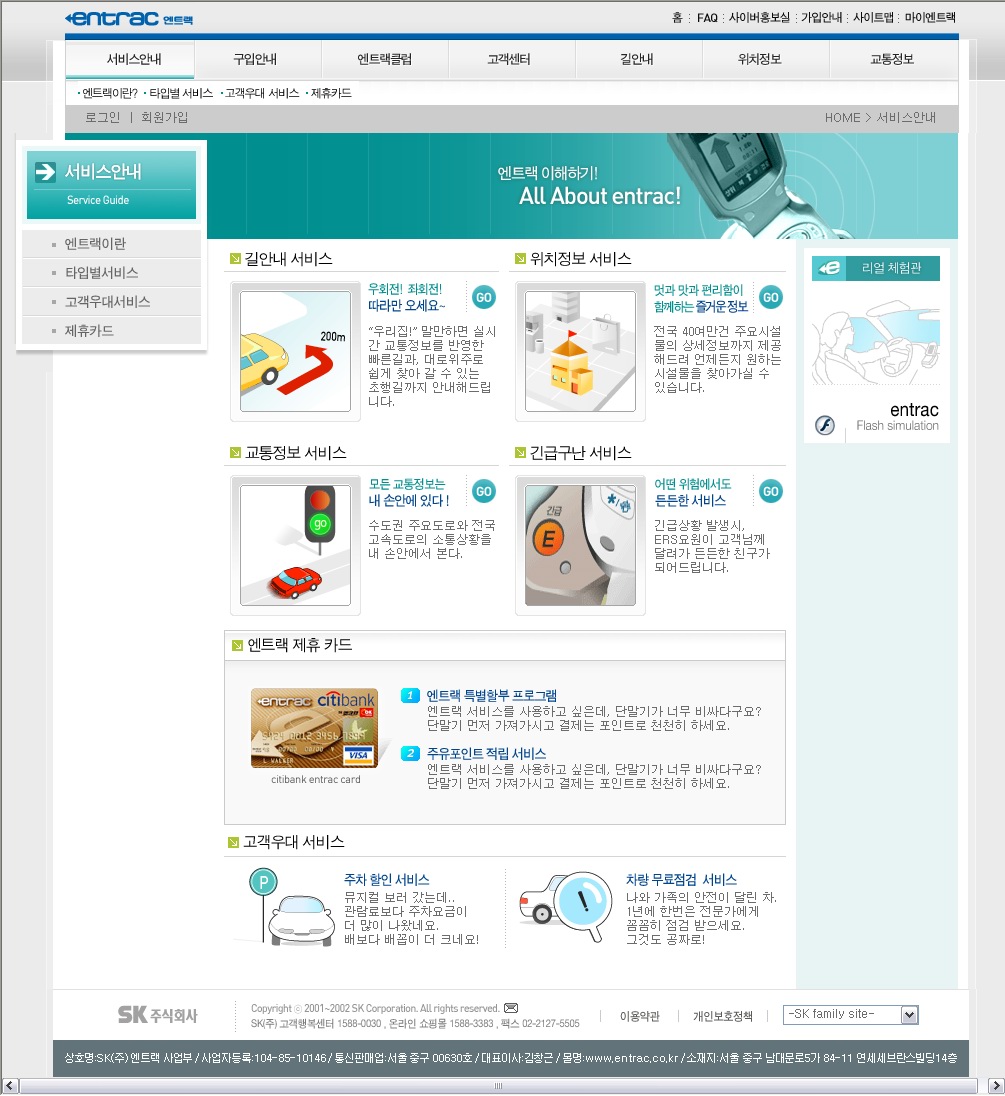 entrac 엔트랙
홈 : FAQ : 사이버홍보실 : 가입안내 : 사이트맵 : 마이엔트랙
서비스안내 구입안내 엔트랙클럽 고객센터 길안내 위치정보 교통정보
· 엔트랙이란? · 타입별 서비스 · 고객우대 서비스 · 제휴카드
로그인 | 회원가입
HOME > 서비스안내
서비스안내
Service Guide
엔트랙이란
타입별서비스
고객우대서비스
제휴카드
엔트랙 이해하기!
All About entrac!
길안내 서비스
200m
우회전! 좌회전!
따라만 오세요~
GO
“우리집!” 말만하면 실시
간 교통정보를 반영한
빠른길과, 대로위주로
쉽게 찾아 갈 수 있는
초행길까지 안내해드립
니다.
위치정보 서비스
멋과 맛과 편리함이
함께하는 즐거운 정보
GO
전국 40여만건 주요시설
물의 상세정보까지 제공
해드려 언제든지 원하는
시설물을 찾아가실 수
있습니다.
리얼 체험관
entrac
Flash simulation
교통정보 서비스
go
모든 교통정보는
내 손안에 있다!
GO
수도권 주요도로와 전국
고속도로의 소통상황을
내 손안에서 본다.
긴급구난 서비스
긴급
E
어떤 위험에서도
든든한 서비스
GO
긴급상황 발생시,
ERS요원이 고객님께
달려가 든든한 친구가
되어드립니다.
엔트랙 제휴 카드
entrac citibank
VISA
L WALKER
citibank entrac card
1 엔트랙 특별할부 프로그램
엔트랙 서비스를 사용하고 싶은데, 단말기가 너무 비싸다구요?
단말기 먼저 가져가시고 결제는 포인트로 천천히 하세요.
2 주유포인트 적립 서비스
엔트랙 서비스를 사용하고 싶은데, 단말기가 너무 비싸다구요?
단말기 먼저 가져가시고 결제는 포인트로 천천히 하세요.
고객우대 서비스
P
주차 할인 서비스
뮤지컬 보러 갔는데..
관람료보다 주차요금이
더 많이 나왔네요.
배보다 배꼽이 더 크네요!
!
차량 무료점검 서비스
나와 가족의 안전이 달린 차.
1년에 한번은 전문가에게
꼼꼼히 점검 받으세요.
그것도 공짜로!
SK 주식회사
Copyright ⓒ 2001~2002 SK Corporation. All rights reserved.
SK(주) 고객행복센터 1588-0030 , 온라인 쇼핑몰 1588-3383 , 팩스 02-2127-5505
이용약관 | 개인보호정책
-SK family site-
상호명:SK(주) 엔트랙 사업부 / 사업자등록:104-85-10146 / 통신판매업:서울 중구 00630호 / 대표이사:김창근 / 몰명:www.entrac.co.kr / 소재지:서울 중구 남대문로5가 84-11 연세세브란스빌딩14층